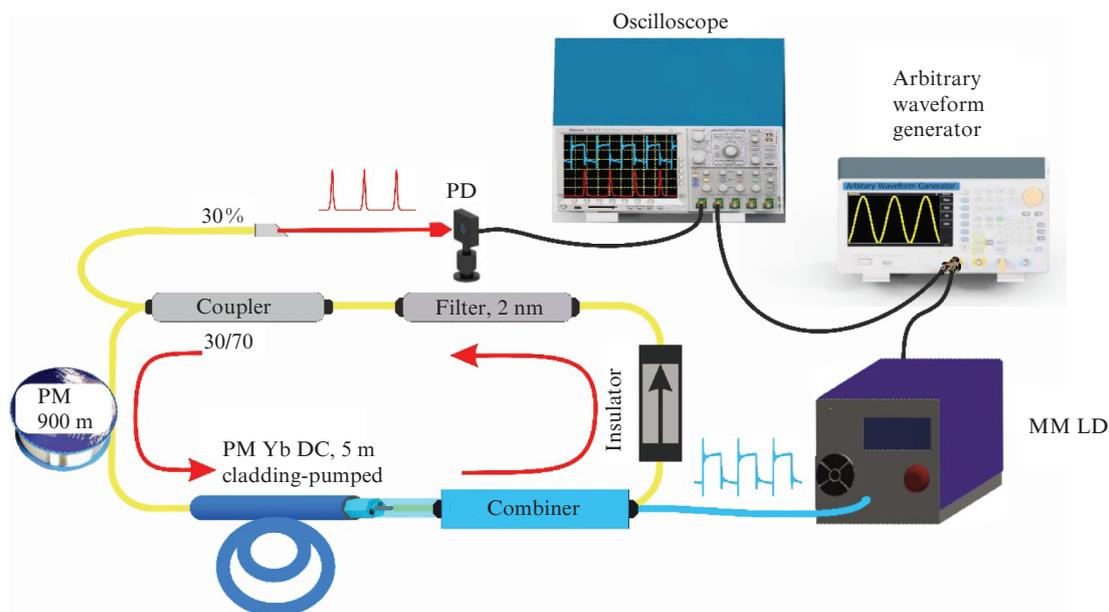 Oscilloscope
Arbitrary
waveform
generator
Arbitary Waveform Ganerator
PD
30%
Coupler
Filter, 2 nm
30/70
PM
900 m
Insulator
MM LD
PM Yb DC, 5 m
cladding-pumped
Combiner